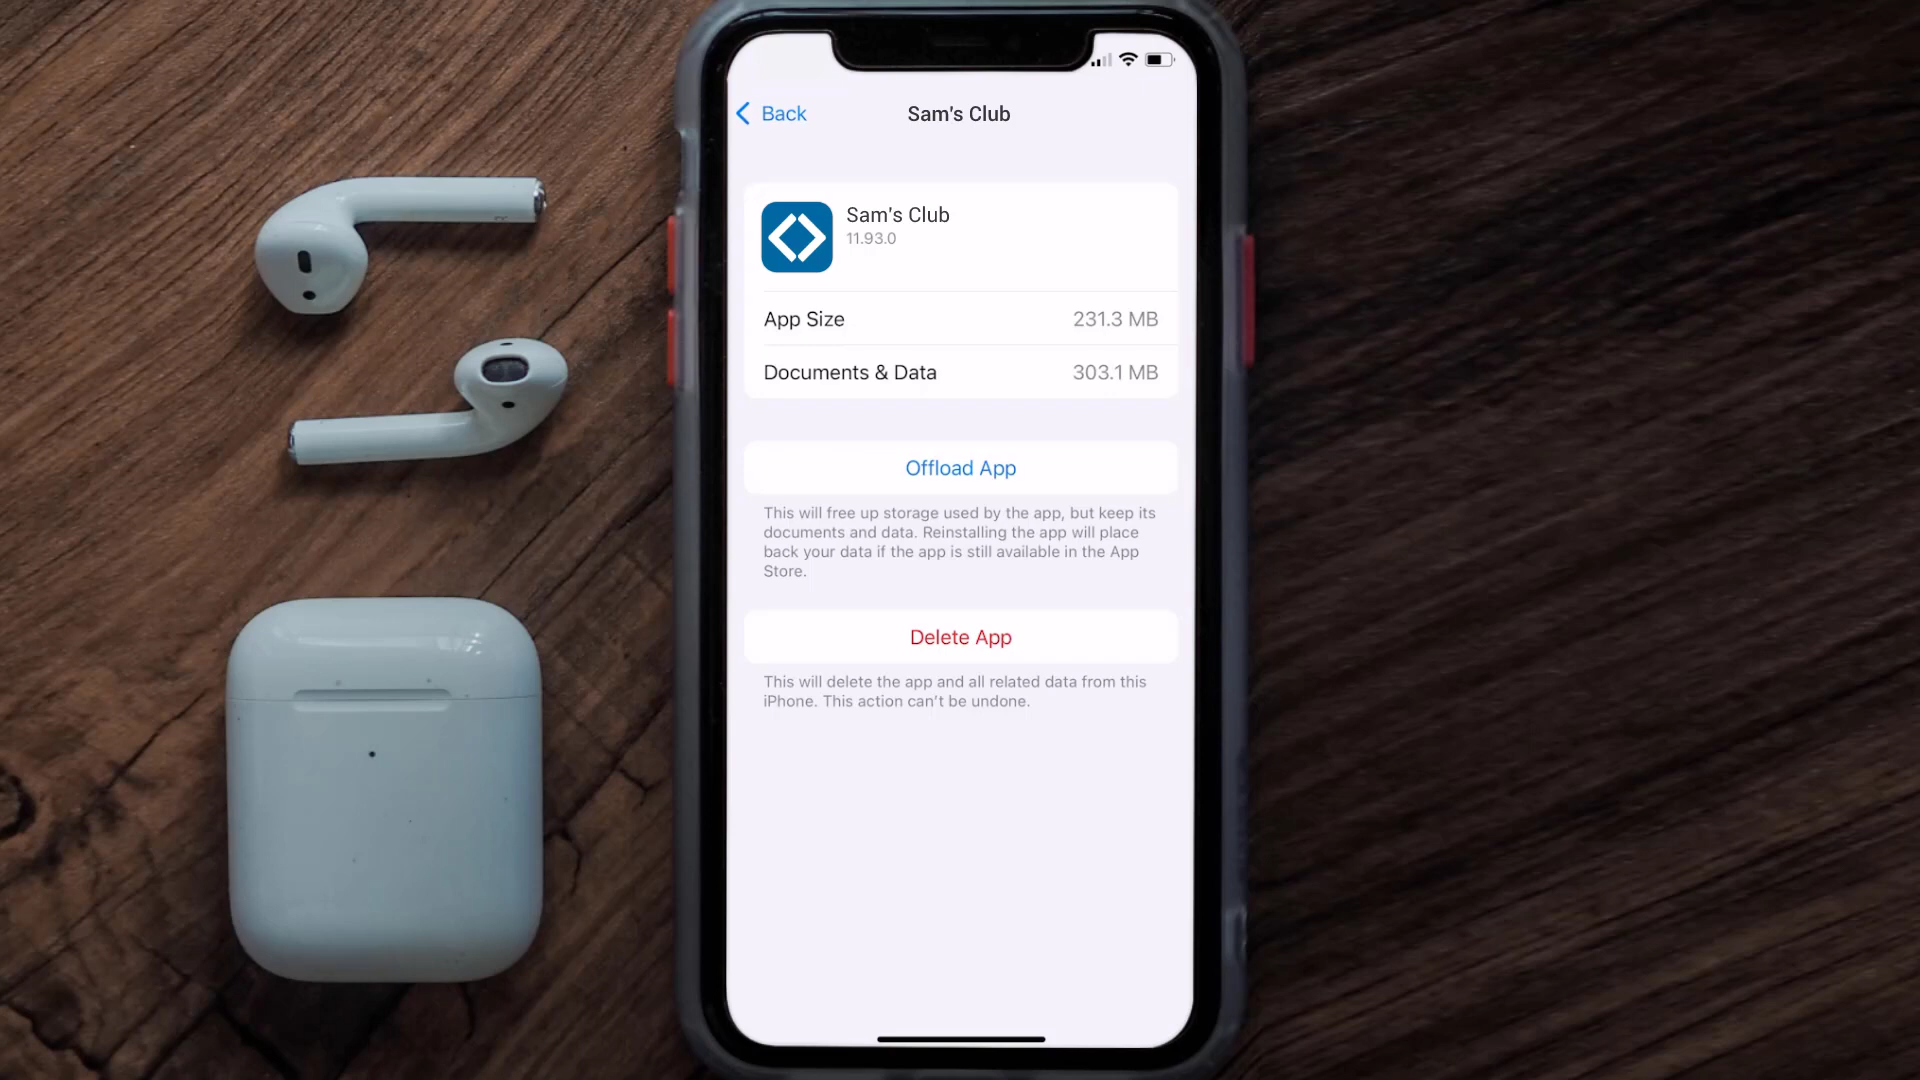 Back
Sam's Club
Sam's Club
11.93.0
App Size 231.3 MB
Documents & Data 303.1 MB
Offload App
This will free up storage used by the app, but keep its
documents and data. Reinstalling the app will place
back your data if the app is still available in the App
Store.
Delete App
This will delete the app and all related data from this
iPhone. This action can't be undone.